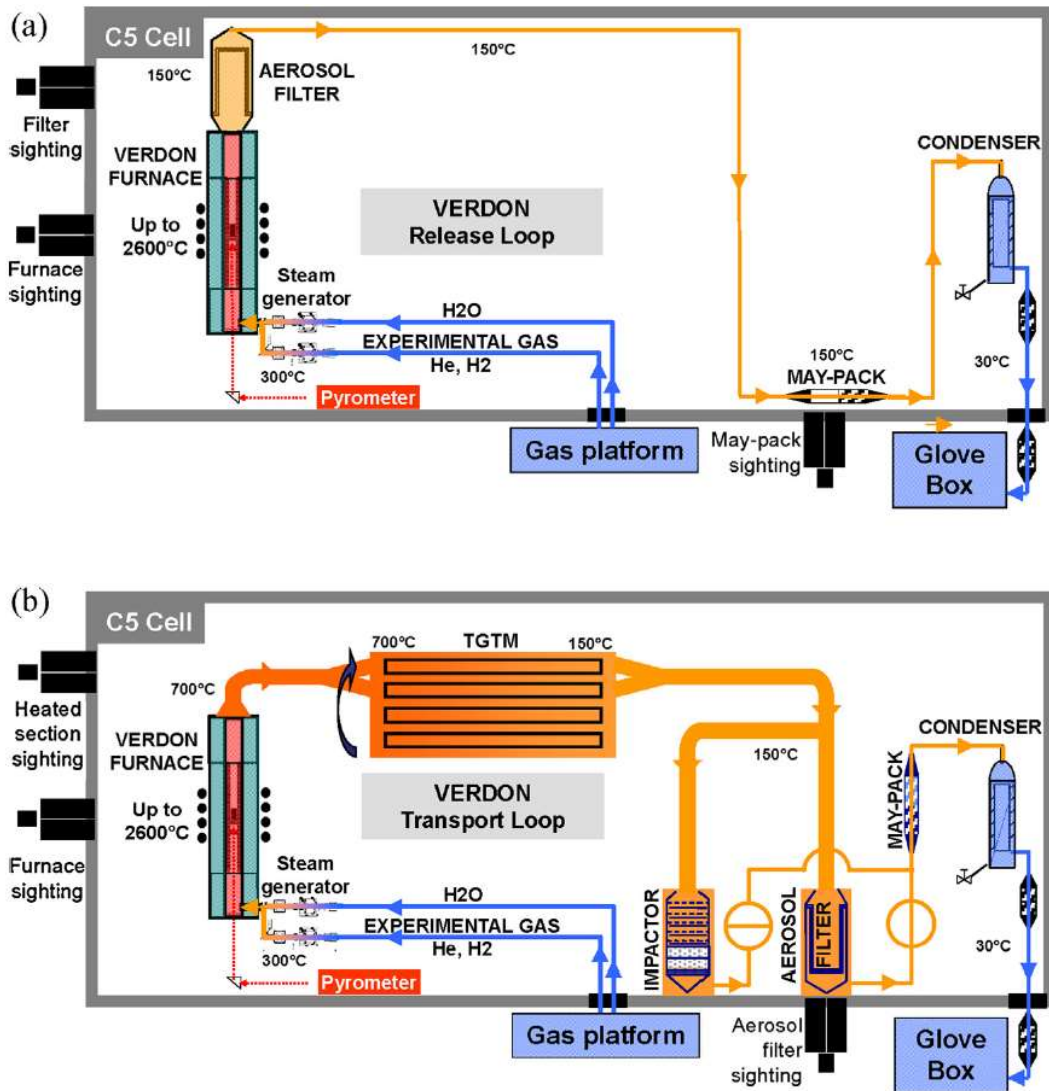 (a)
C5 Cell
150°C
150°C
AEROSOL
FILTER
Filter
sighting
VERDON
FURNACE
CONDENSER
Up to
2600°C
VERDON
Release Loop
Furnace
sighting
Steam
generator
H2O
EXPERIMENTAL GAS
He, H2
300°C
150°C
MAY-PACK
30°C
Pyrometer
Gas platform
May-pack
sighting
Glove
Box
(b)
C5 Cell
700°C
TGTM
150°C
700°C
Heated
section
sighting
VERDON
FURNACE
150°C
CONDENSER
MAY-PACK
Up to
2600°C
VERDON
Transport Loop
Furnace
sighting
Steam
generator
H2O
EXPERIMENTAL GAS
He, H2
300°C
IMPACTOR
AEROSOL
FILTER
30°C
Pyrometer
Gas platform
Aerosol
filter
sighting
Glove
Box